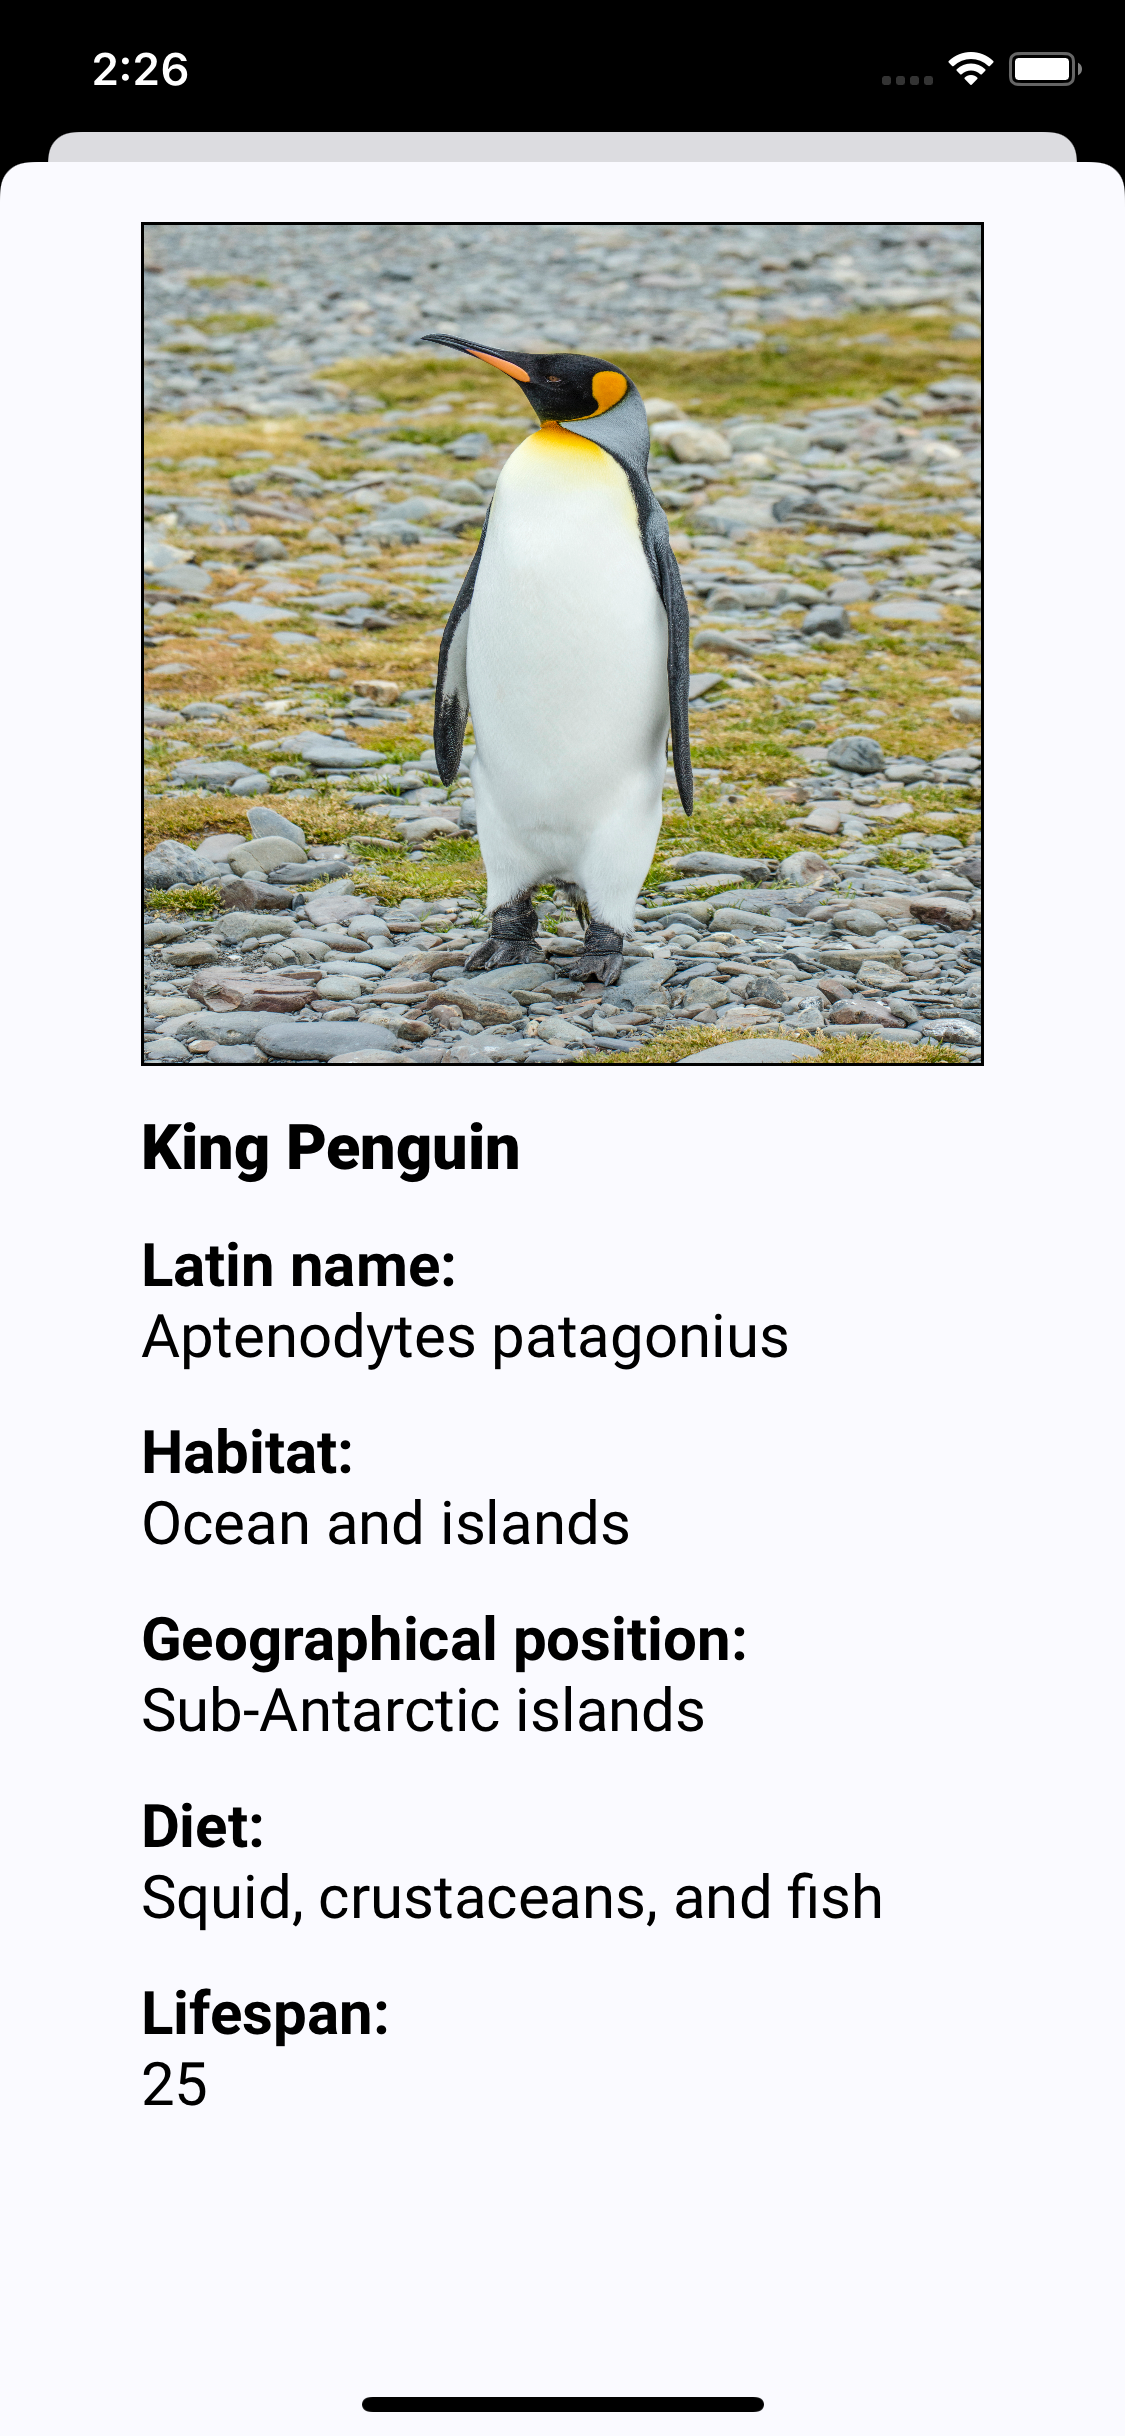 2:26
King Penguin
Latin name:
Aptenodytes patagonius
Habitat:
Ocean and islands
Geographical position:
Sub-Antarctic islands
Diet:
Squid, crustaceans, and fish
Lifespan:
25